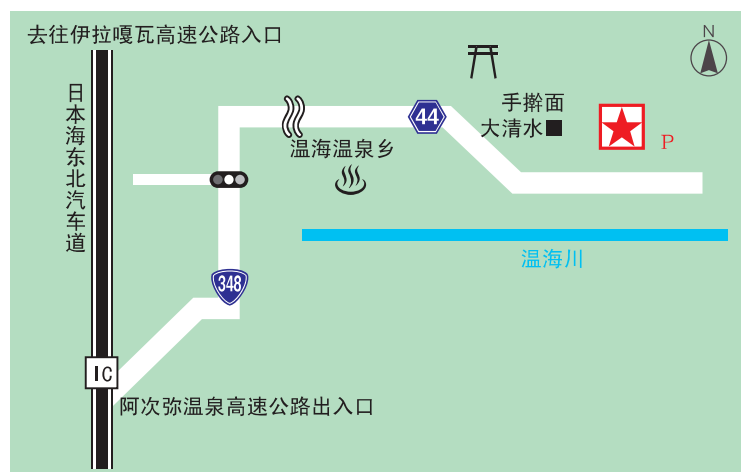 去往伊拉嘎瓦高速公路入口
N
日本海东北汽车道
手擀面
大清水
P
44
温海温泉乡
温海川
348
IC
阿次弥温泉高速公路出入口